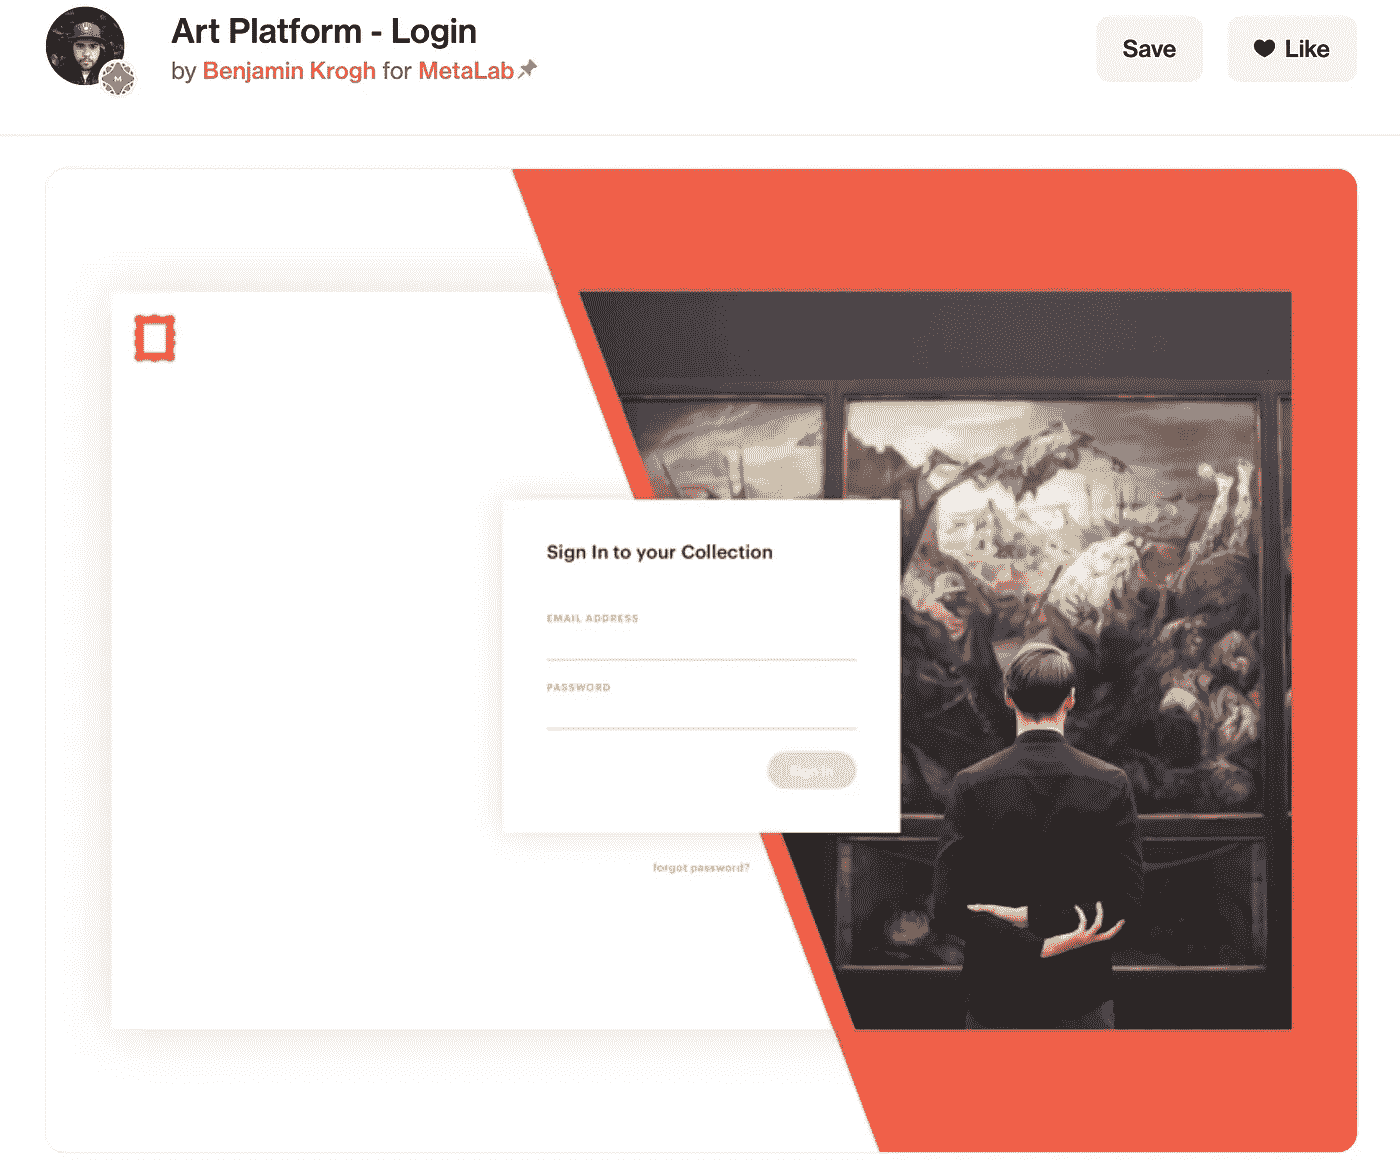 Art Platform - Login
by Benjamin Krogh for MetaLab
Save
Like
M
Sign In to your Collection
EMAIL ADDRESS
PASSWORD
Sign In
forgot password?